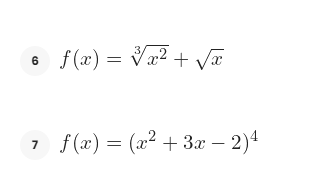 6 f(x) = ∛x² + √x
7 f(x) = (x² + 3x − 2)⁴